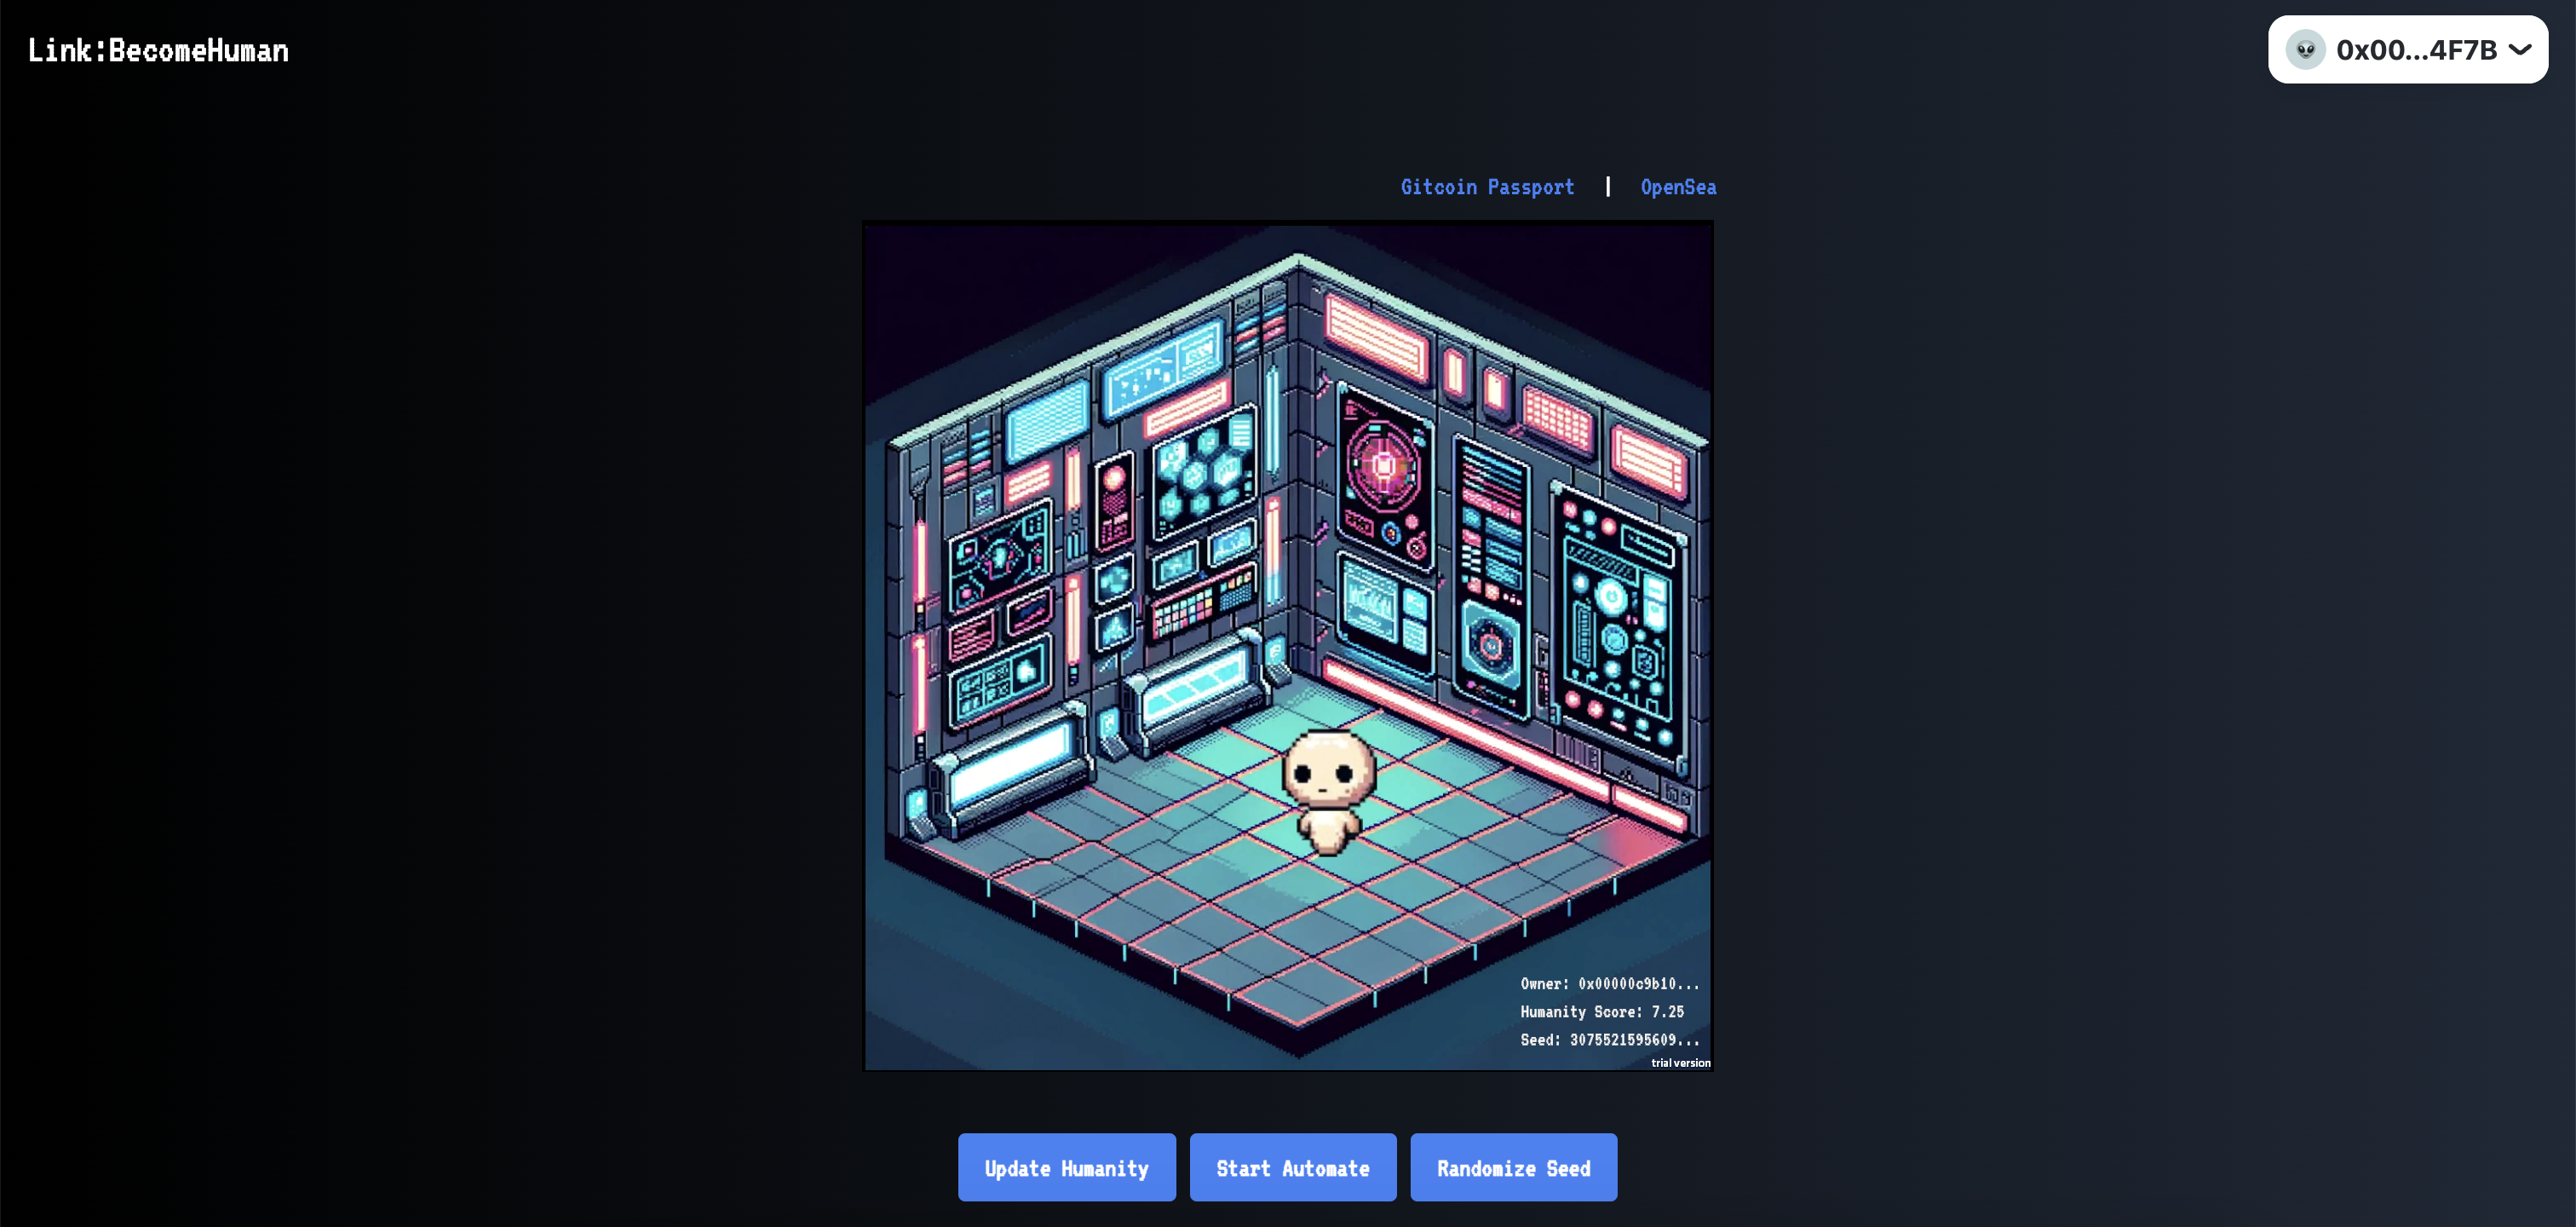 Link:BecomeHuman
0x00...4F7B
Gitcoin Passport | OpenSea
Owner: 0x00000c9b10...
Humanity Score: 7.25
Seed: 3075521595609...
trial version
Update Humanity
Start Automate
Randomize Seed